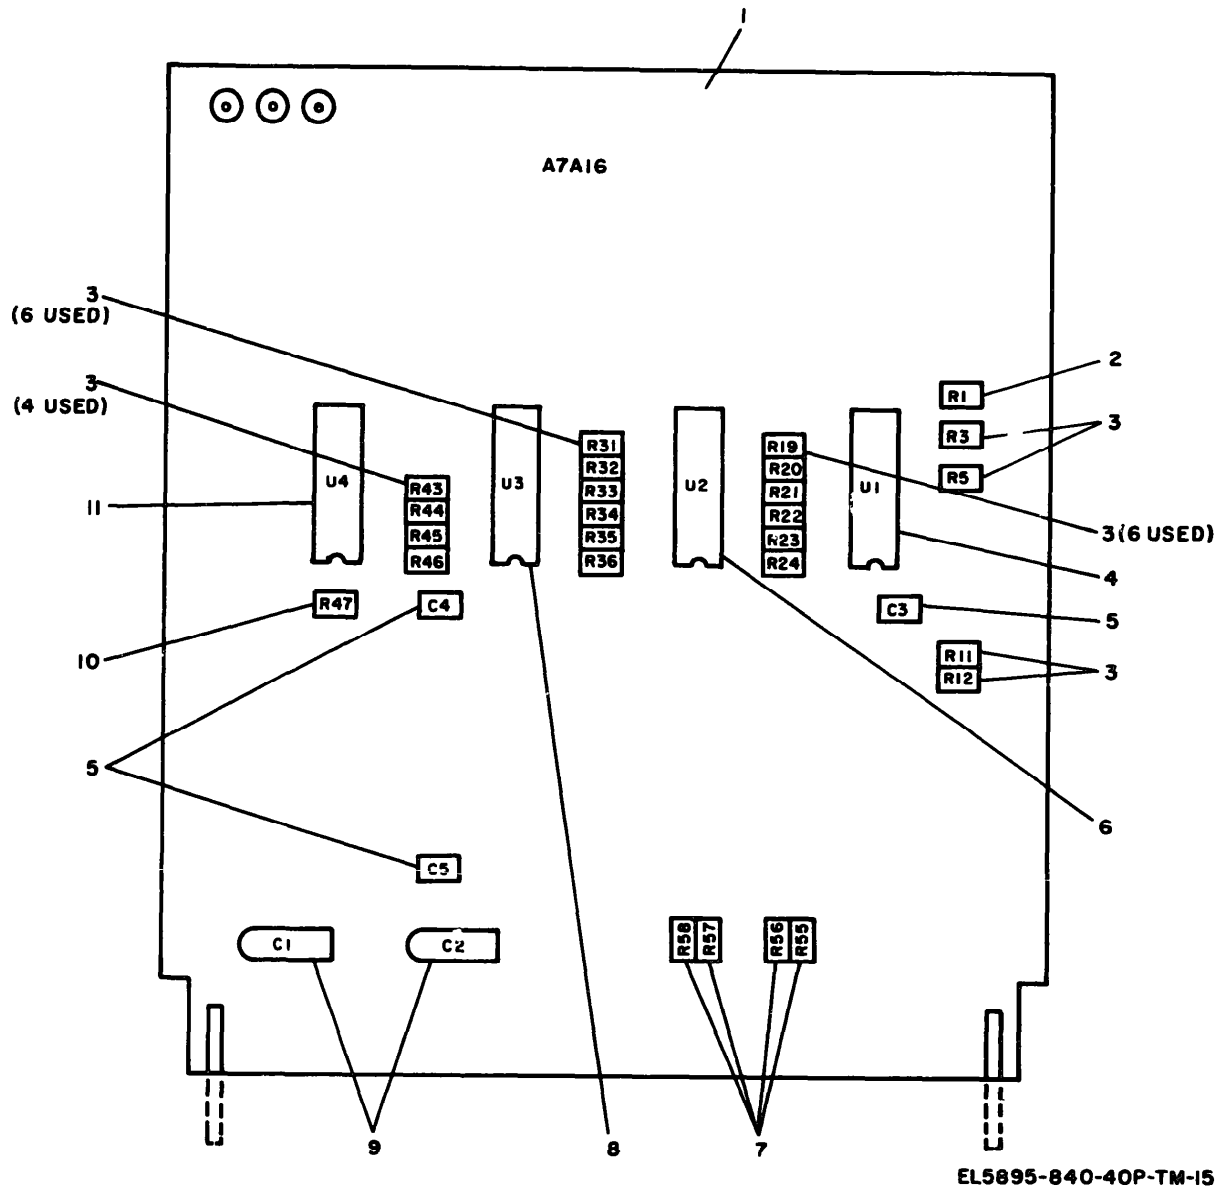 1
A7A16
3
(6 USED)
3
(4 USED)
2
3
3 (6 USED)
4
5
3
6
11
10
5
9
8
7
U4
R43
R44
R45
R46
R47
C4
U3
R31
R32
R33
R34
R35
R36
U2
R19
R20
R21
R22
R23
R24
U1
R1
R3
R5
C3
R11
R12
C5
C1
C2
R58
R57
R56
R55
EL5895-840-40P-TM-15